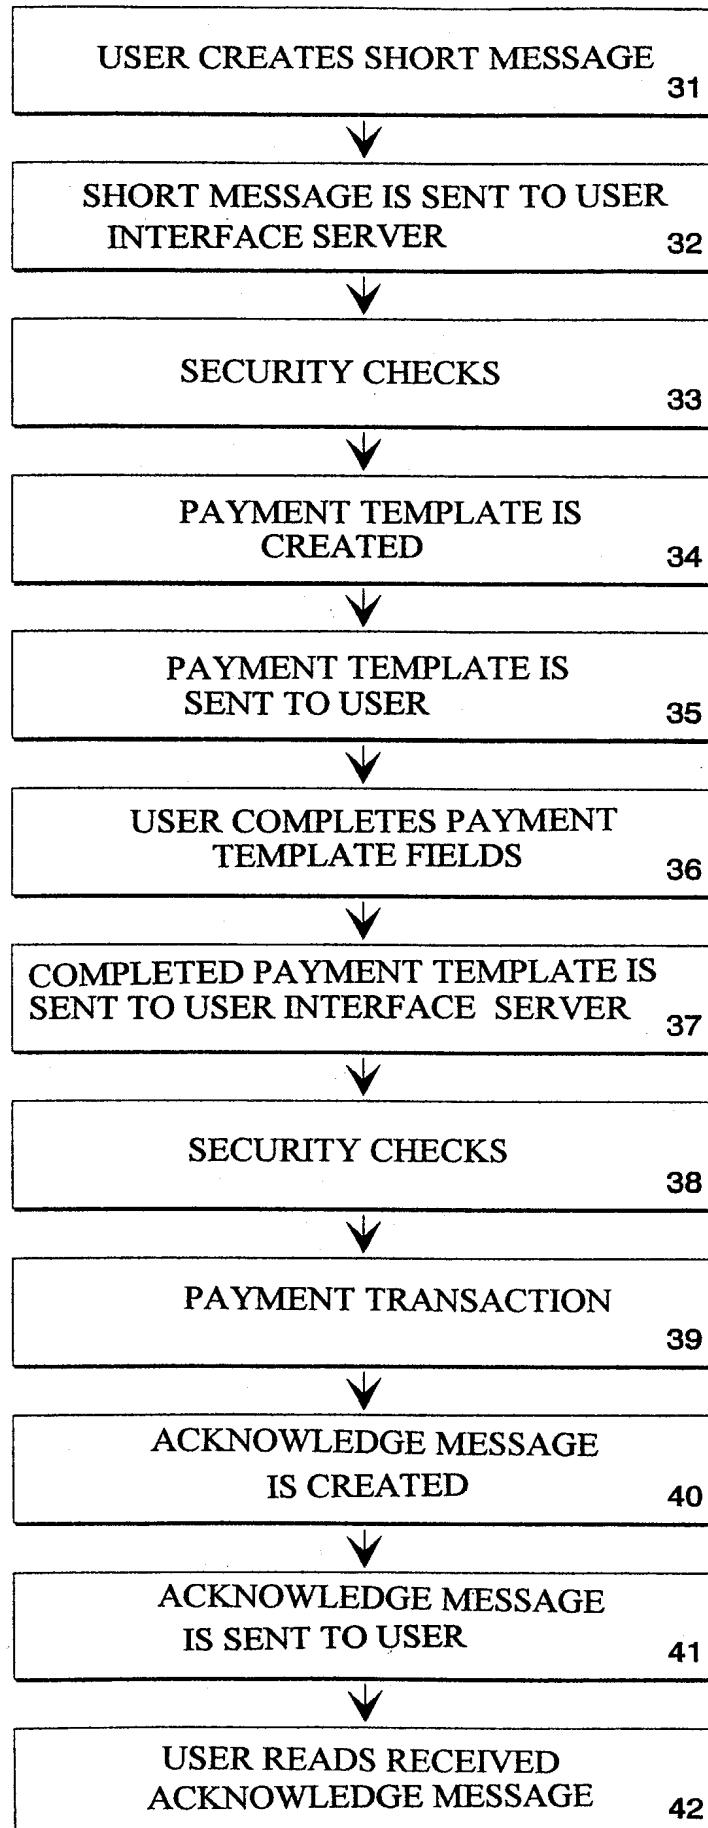 USER CREATES SHORT MESSAGE
31
SHORT MESSAGE IS SENT TO USER
INTERFACE SERVER
32
SECURITY CHECKS
33
PAYMENT TEMPLATE IS
CREATED
34
PAYMENT TEMPLATE IS
SENT TO USER
35
USER COMPLETES PAYMENT
TEMPLATE FIELDS
36
COMPLETED PAYMENT TEMPLATE IS
SENT TO USER INTERFACE SERVER
37
SECURITY CHECKS
38
PAYMENT TRANSACTION
39
ACKNOWLEDGE MESSAGE
IS CREATED
40
ACKNOWLEDGE MESSAGE
IS SENT TO USER
41
USER READS RECEIVED
ACKNOWLEDGE MESSAGE
42